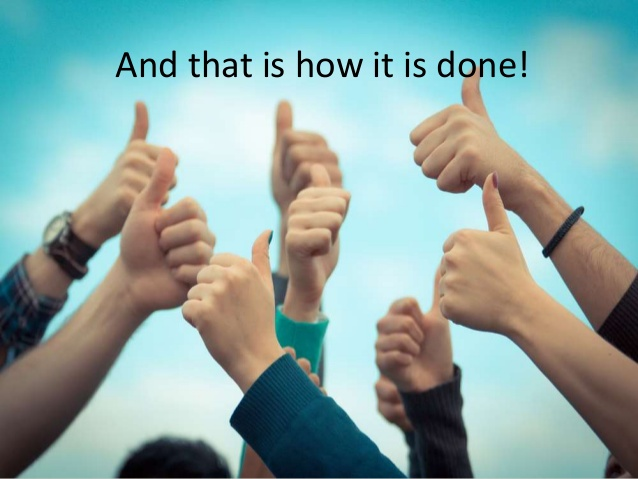 And that is how it is done!